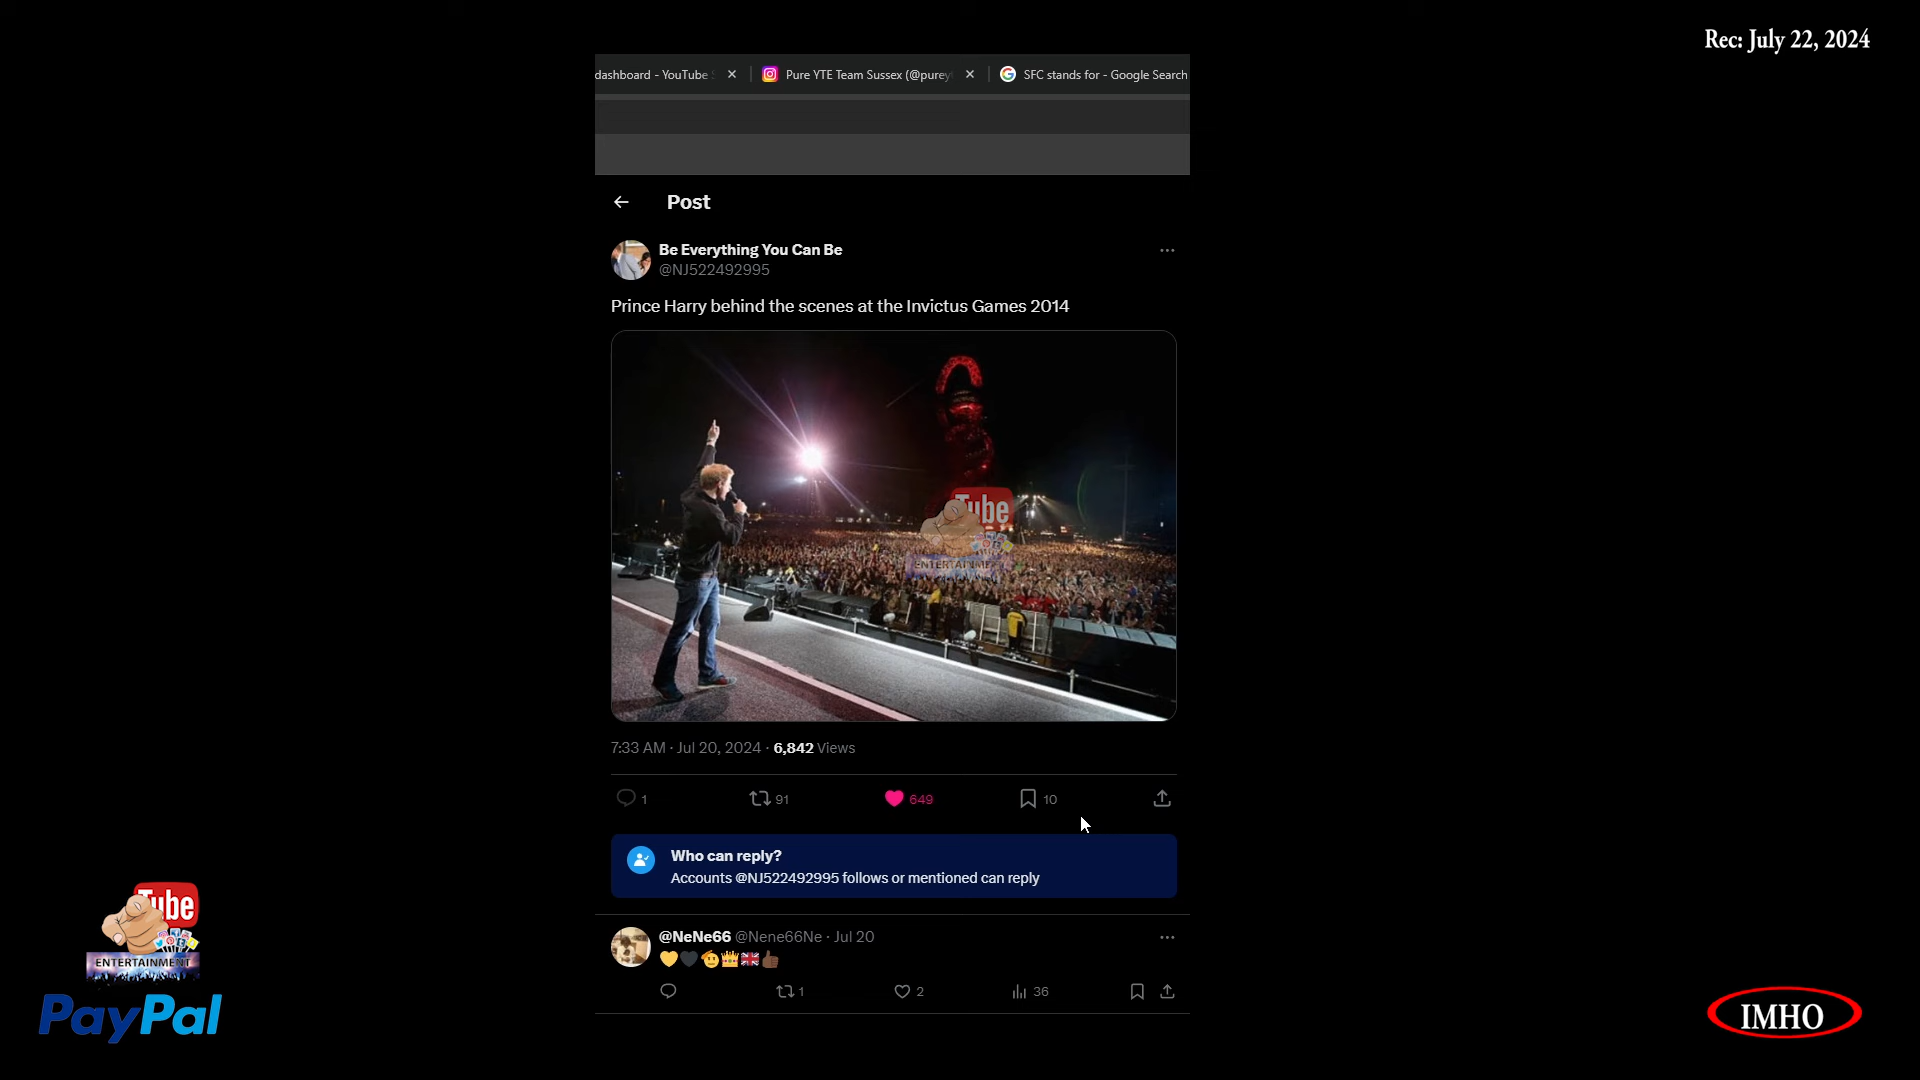 Rec: July 22, 2024
dashboard - YouTube
Pure YTE Team Sussex (@purey
SFC stands for - Google Search
Post
Be Everything You Can Be
@NJ522492995
Prince Harry behind the scenes at the Invictus Games 2014
Tube
ENTERTAINMENT
7:33 AM · Jul 20, 2024 · 6,842 Views
1 91 649 10
Who can reply?
Accounts @NJ522492995 follows or mentioned can reply
@NeNe66 @Nene66Ne · Jul 20
💛🖤🫡👑🇬🇧👍🏿
1 2 36
Tube
ENTERTAINMENT
PayPal
IMHO